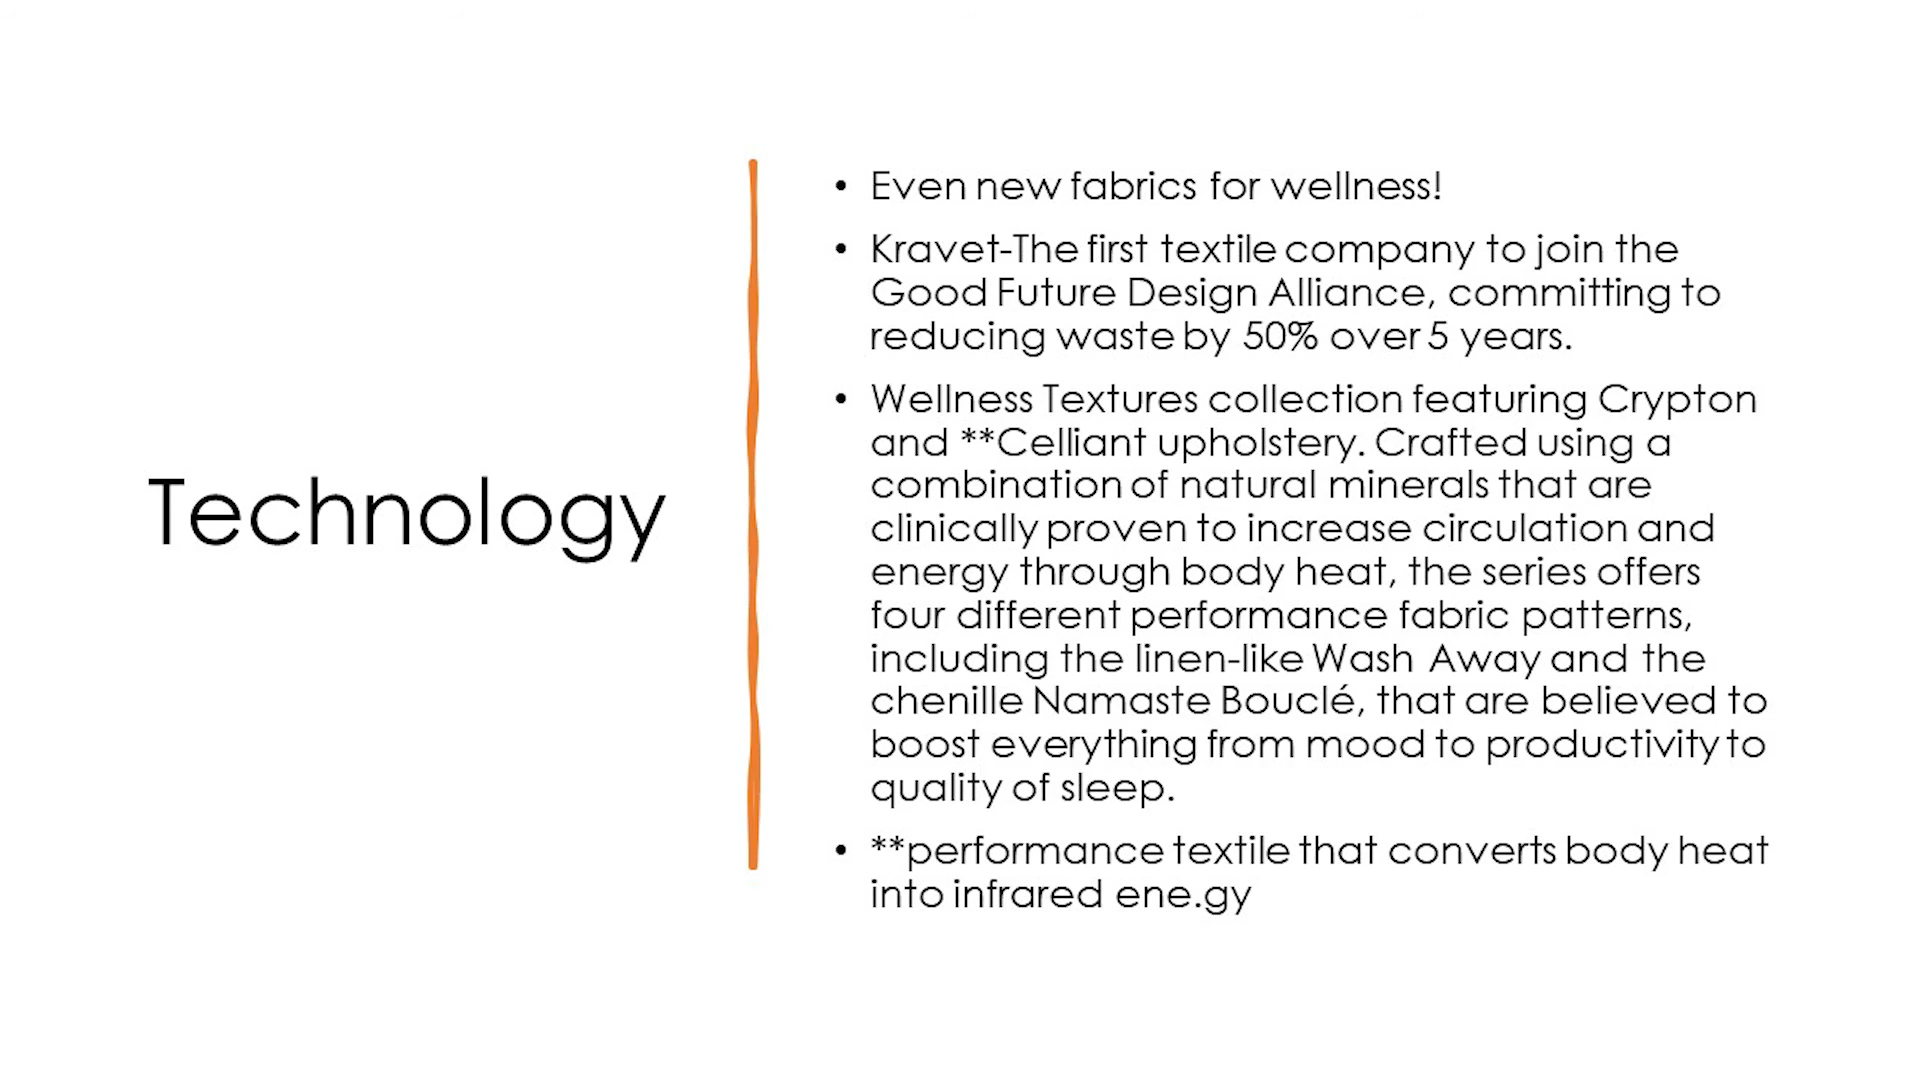 Technology
• Even new fabrics for wellness!
• Kravet-The first textile company to join the
Good Future Design Alliance, committing to
reducing waste by 50% over 5 years.
• Wellness Textures collection featuring Crypton
and **Celliant upholstery. Crafted using a
combination of natural minerals that are
clinically proven to increase circulation and
energy through body heat, the series offers
four different performance fabric patterns,
including the linen-like Wash Away and the
chenille Namaste Bouclé, that are believed to
boost everything from mood to productivity to
quality of sleep.
• **performance textile that converts body heat
into infrared ene.gy